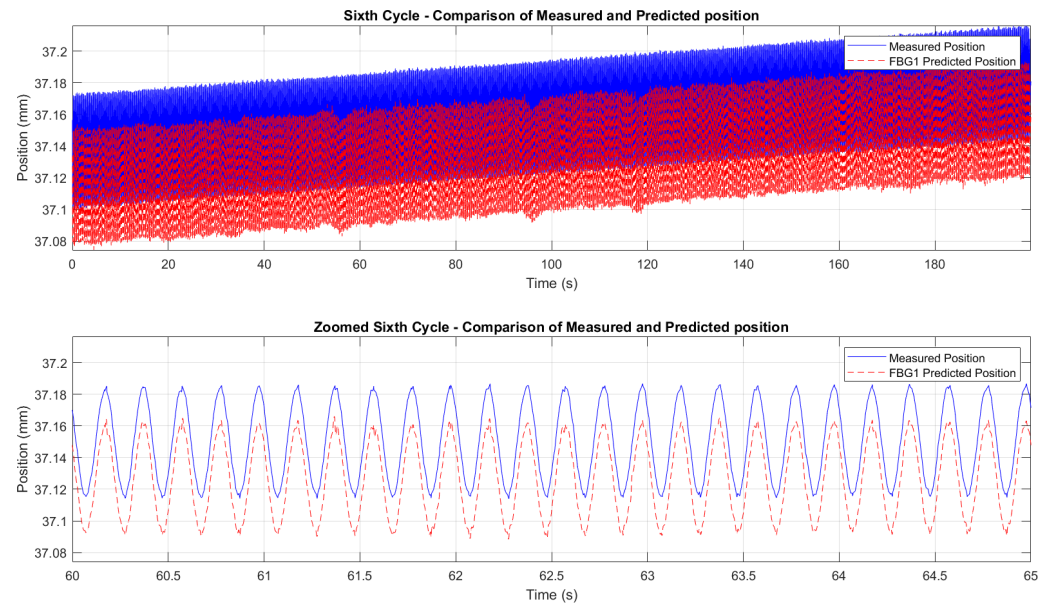 Sixth Cycle - Comparison of Measured and Predicted position
37.2
37.18
37.16
37.14
37.12
37.1
37.08
Position (mm)
Measured Position
FBG1 Predicted Position
0 20 40 60 80 100 120 140 160 180
Time (s)
Zoomed Sixth Cycle - Comparison of Measured and Predicted position
37.2
37.18
37.16
37.14
37.12
37.1
37.08
Position (mm)
Measured Position
FBG1 Predicted Position
60 60.5 61 61.5 62 62.5 63 63.5 64 64.5 65
Time (s)